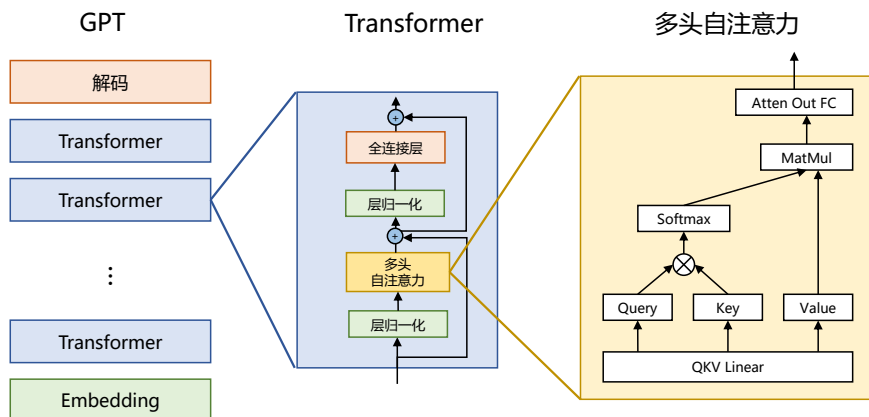 GPT
解码
Transformer
Transformer
⋮
Transformer
Embedding
Transformer
+
全连接层
层归一化
+
多头
自注意力
层归一化
多头自注意力
Atten Out FC
MatMul
Softmax
Query
Key
Value
QKV Linear